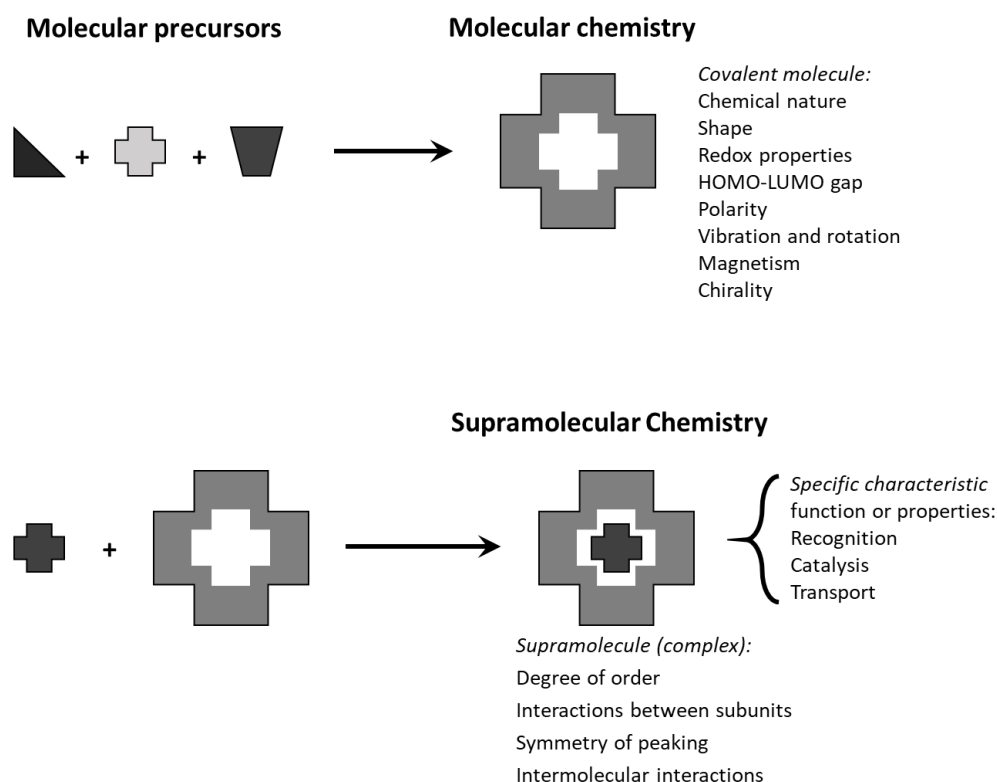 Molecular precursors
Molecular chemistry
+
+
Covalent molecule:
Chemical nature
Shape
Redox properties
HOMO-LUMO gap
Polarity
Vibration and rotation
Magnetism
Chirality
Supramolecular Chemistry
+
Specific characteristic
function or properties:
Recognition
Catalysis
Transport
Supramolecule (complex):
Degree of order
Interactions between subunits
Symmetry of peaking
Intermolecular interactions